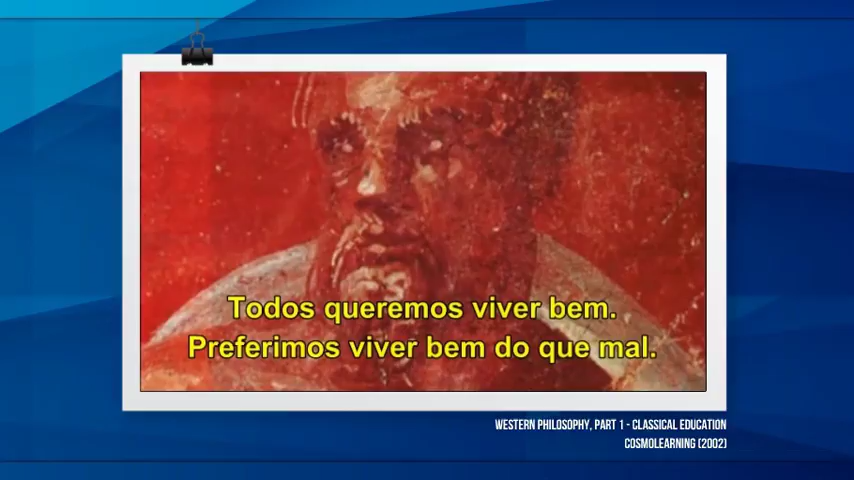 Todos queremos viver bem.
Preferimos viver bem do que mal.
WESTERN PHILOSOPHY, PART 1 - CLASSICAL EDUCATION
COSMOLEARNING (2002)